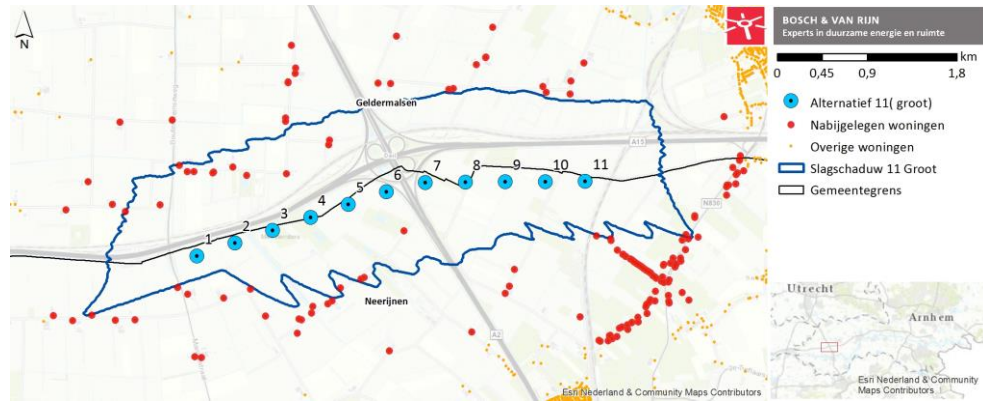 N
Geldermalsen
A15
N830
1
2
3
4
5
6
7
8
9
10
11
Neerijnen
A2
Esri Nederland & Community Maps Contributors
BOSCH & VAN RIJN
Experts in duurzame energie en ruimte
km
0 0,45 0,9 1,8
Alternatief 11( groot)
Nabijgelegen woningen
Overige woningen
Slagschaduw 11 Groot
Gemeentegrens
Utrecht
Arnhem
Esri Nederland & Community
Maps Contributors